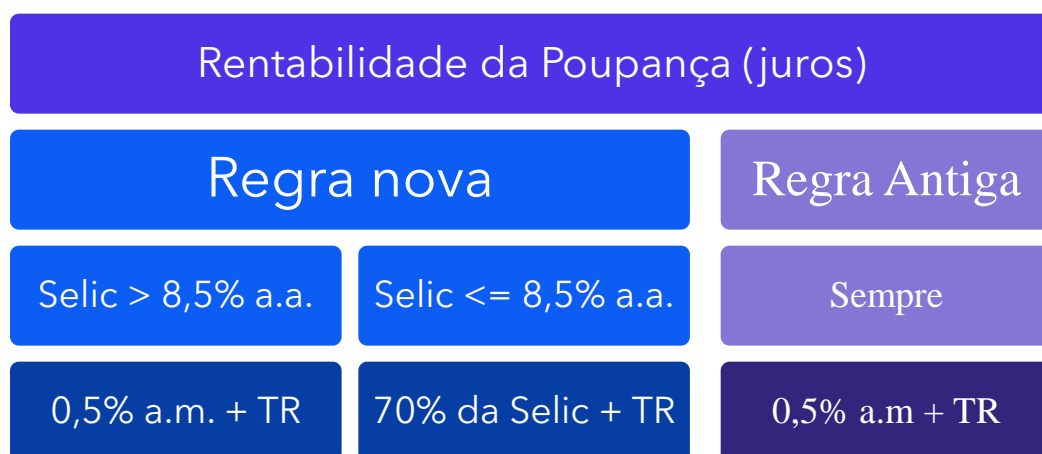 Rentabilidade da Poupança (juros)
Regra nova
Regra Antiga
Selic > 8,5% a.a.
Selic <= 8,5% a.a.
Sempre
0,5% a.m. + TR
70% da Selic + TR
0,5% a.m + TR